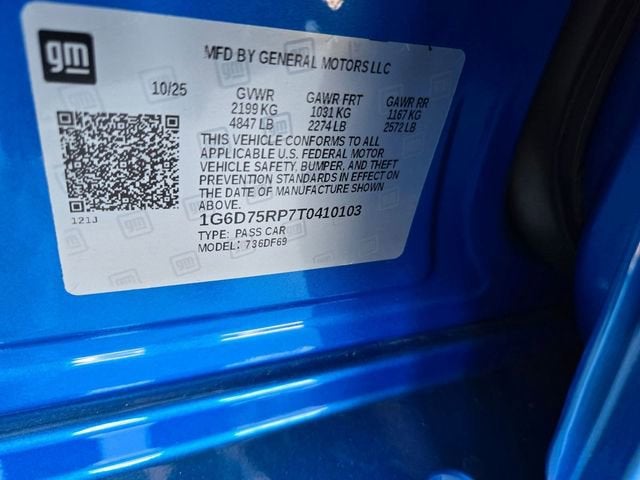 gm
MFD BY GENERAL MOTORS LLC
10/25 GVWR GAWR FRT GAWR RR
2199 KG 1031 KG 1167 KG
4847 LB 2274 LB 2572 LB
THIS VEHICLE CONFORMS TO ALL
APPLICABLE U.S. FEDERAL MOTOR
VEHICLE SAFETY, BUMPER, AND THEFT
PREVENTION STANDARDS IN EFFECT ON
THE DATE OF MANUFACTURE SHOWN
ABOVE.
121J
1G6D75RP7T0410103
TYPE: PASS CAR
MODEL: 736DF69